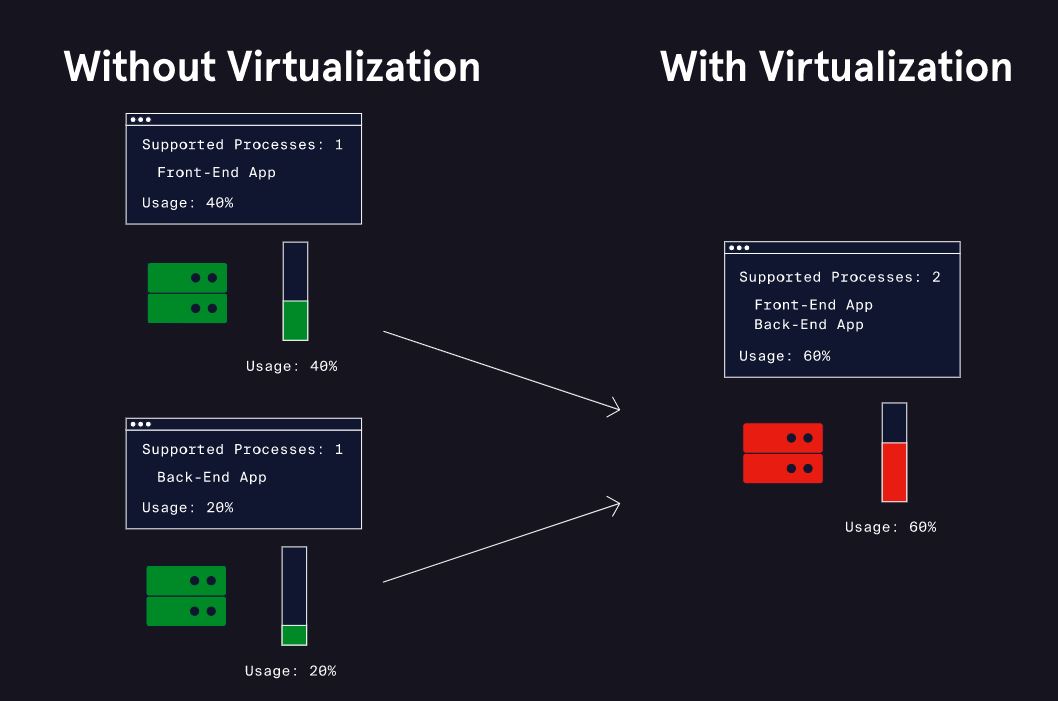 Without Virtualization
Supported Processes: 1
Front-End App
Usage: 40%
Usage: 40%
Supported Processes: 1
Back-End App
Usage: 20%
Usage: 20%
With Virtualization
Supported Processes: 2
Front-End App
Back-End App
Usage: 60%
Usage: 60%